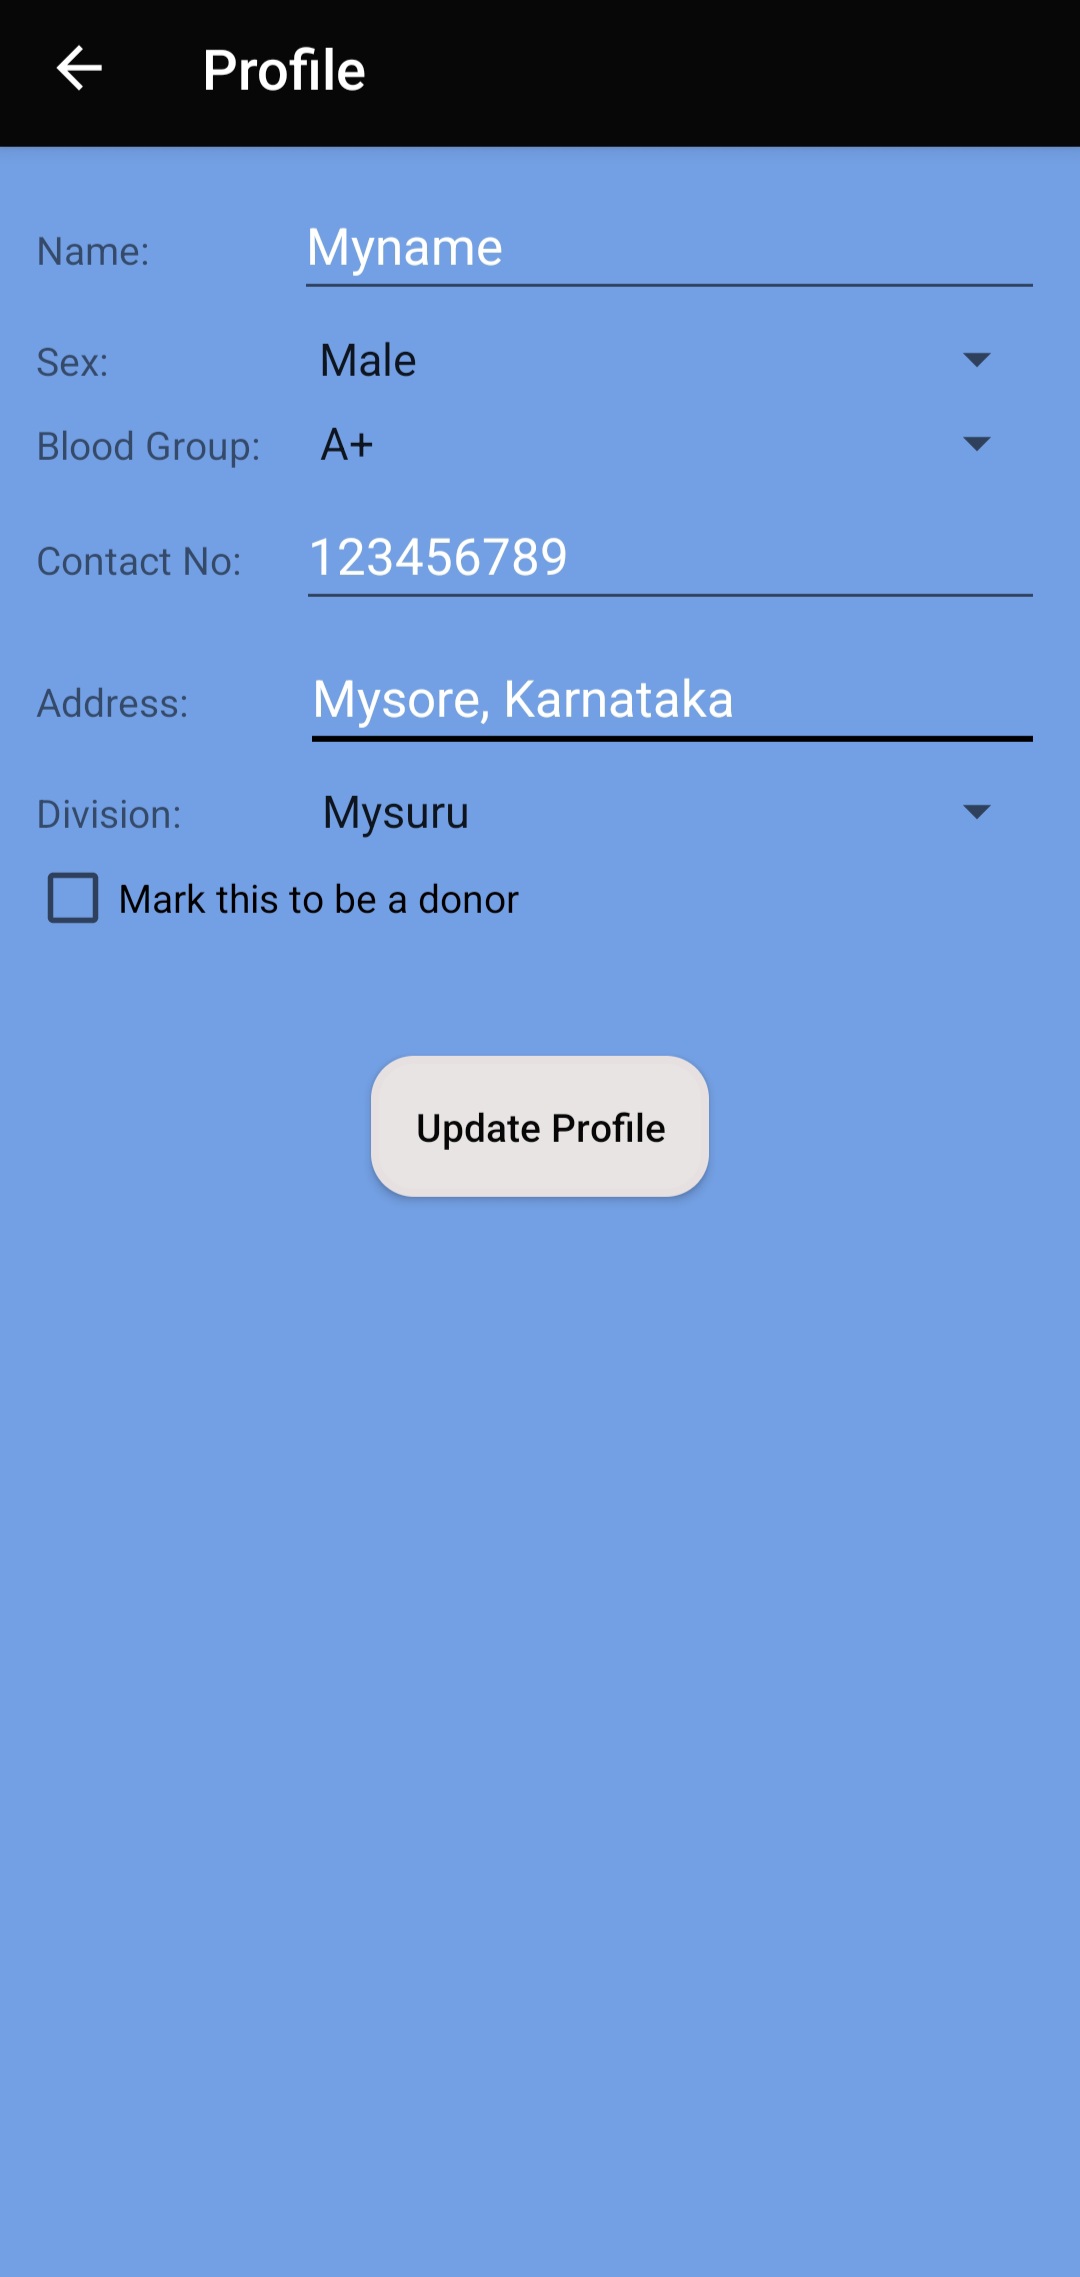 Profile
Name: Myname
Sex: Male
Blood Group: A+
Contact No: 123456789
Address: Mysore, Karnataka
Division: Mysuru
Mark this to be a donor
Update Profile